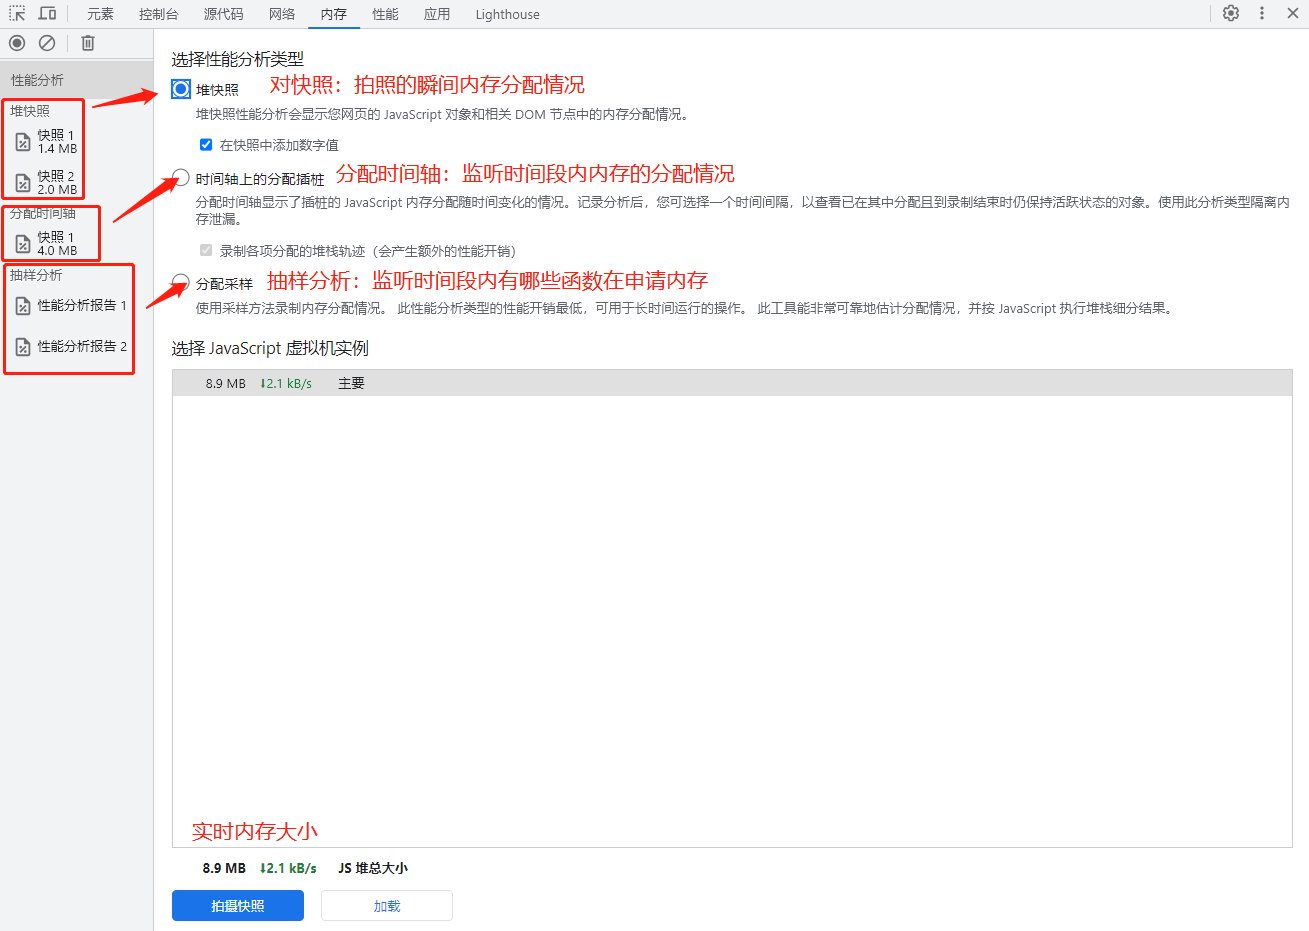 元素 控制台 源代码 网络 内存 性能 应用 Lighthouse
性能分析
堆快照
快照 1
1.4 MB
快照 2
2.0 MB
分配时间轴
快照 1
4.0 MB
抽样分析
性能分析报告 1
性能分析报告 2
选择性能分析类型
堆快照 对快照：拍照的瞬间内存分配情况
堆快照性能分析会显示您网页的 JavaScript 对象和相关 DOM 节点中的内存分配情况。
在快照中添加数字值
时间轴上的分配插桩 分配时间轴：监听时间段内内存的分配情况
分配时间轴显示了插桩的 JavaScript 内存分配随时间变化的情况。记录分析后，您可选择一个时间间隔，以查看已在其中分配且到录制结束时仍保持活跃状态的对象。使用此分析类型隔离内
存泄漏。
录制各项分配的堆栈轨迹（会产生额外的性能开销）
分配采样 抽样分析：监听时间段内有哪些函数在申请内存
使用采样方法录制内存分配情况。 此性能分析类型的性能开销最低，可用于长时间运行的操作。 此工具能非常可靠地估计分配情况，并按 JavaScript 执行堆栈细分结果。
选择 JavaScript 虚拟机实例
8.9 MB ⬇2.1 kB/s 主要
实时内存大小
8.9 MB ⬇2.1 kB/s JS 堆总大小
拍摄快照 加载